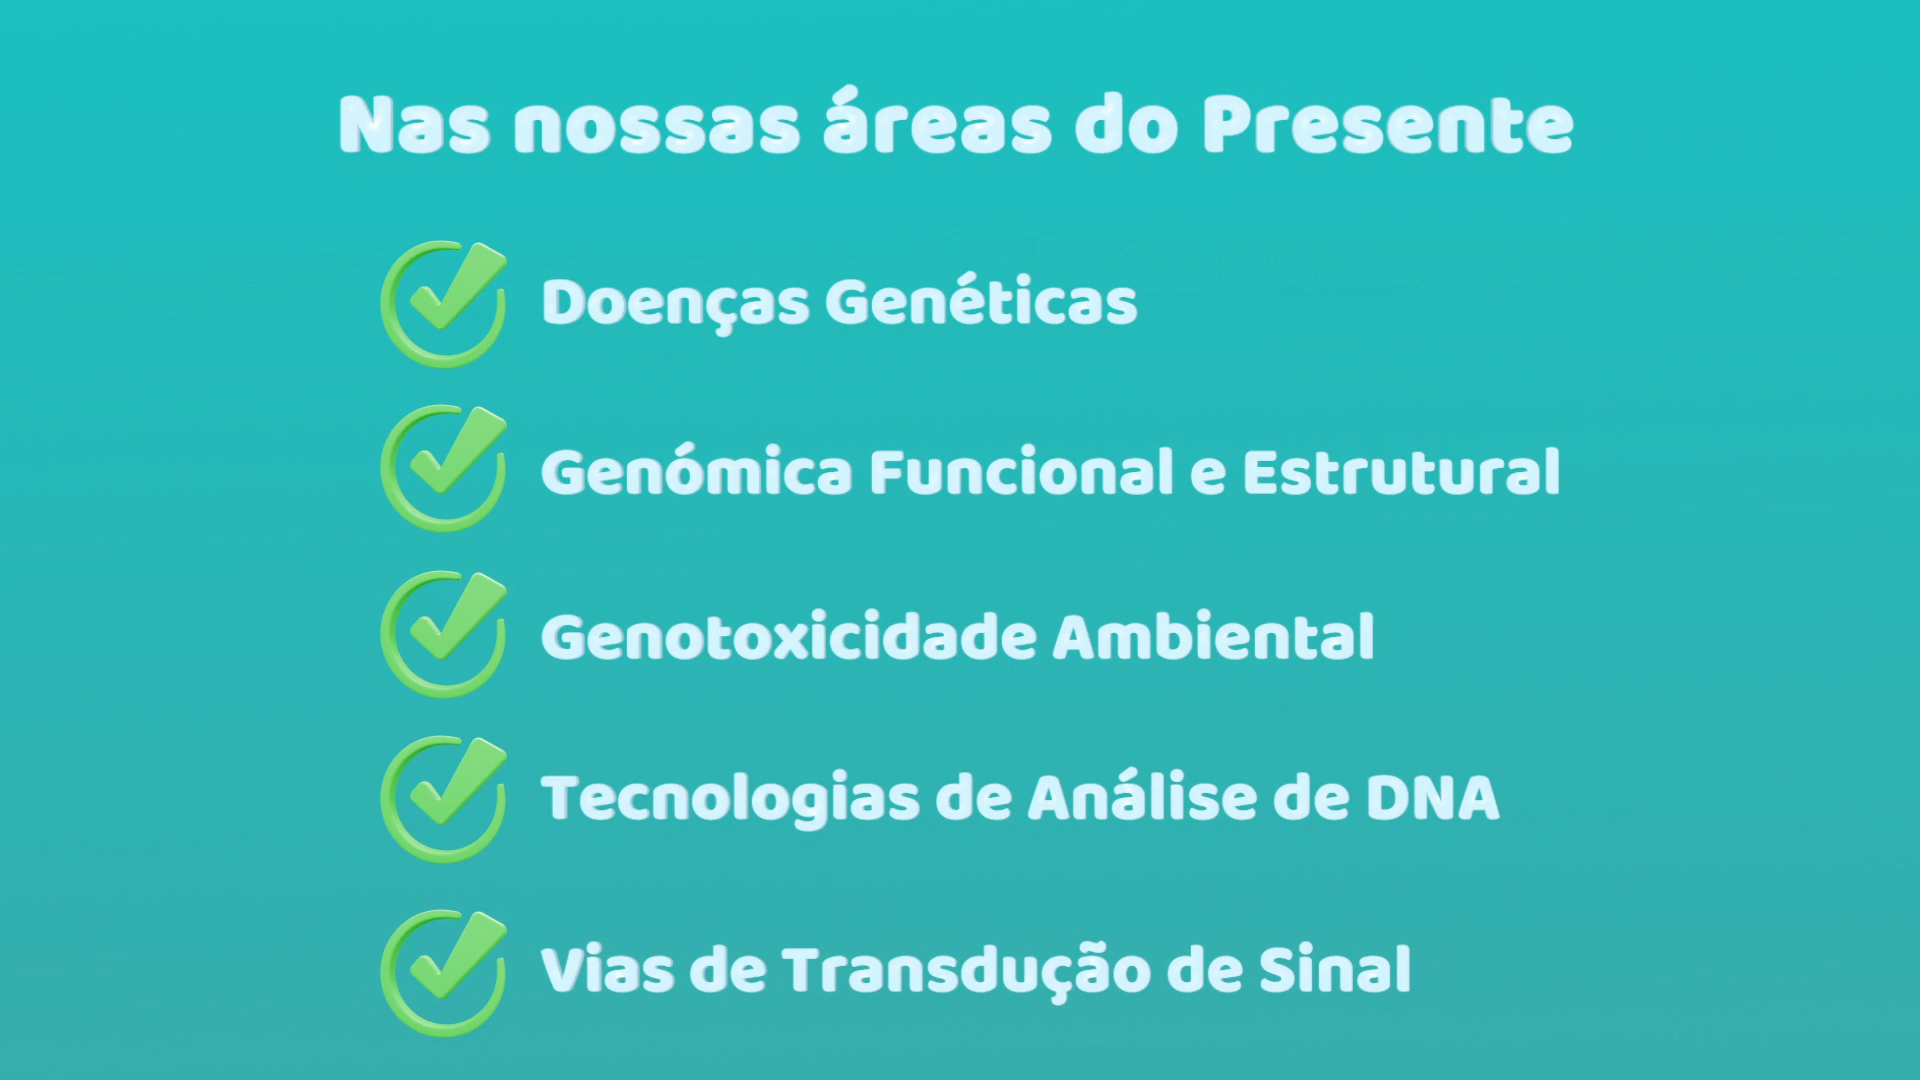 Nas nossas áreas do Presente
Doenças Genéticas
Genómica Funcional e Estrutural
Genotoxicidade Ambiental
Tecnologias de Análise de DNA
Vias de Transdução de Sinal